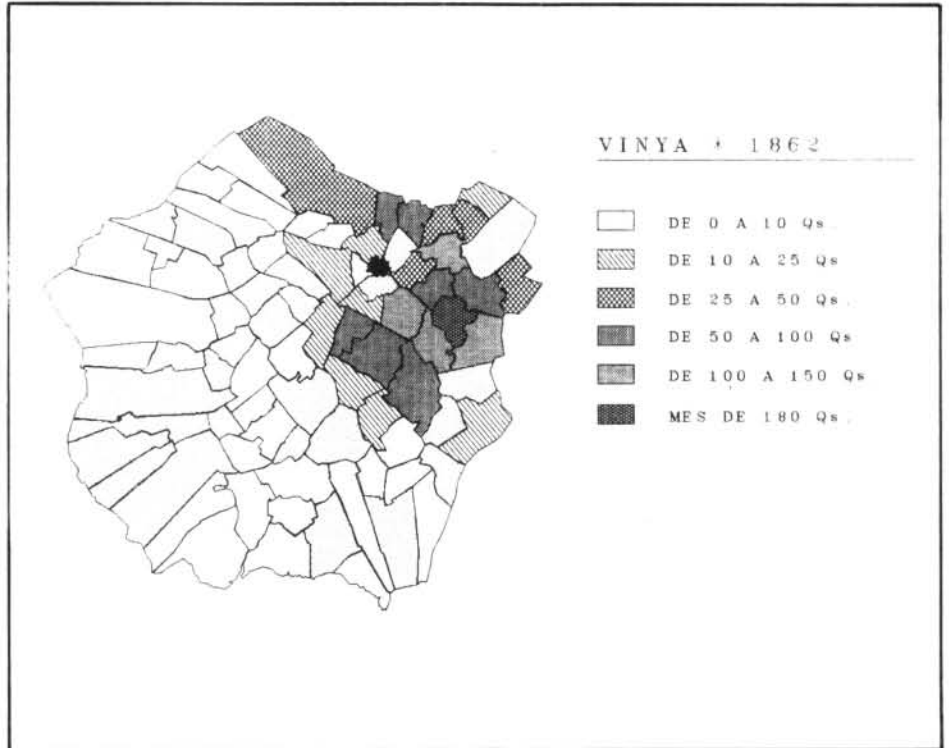 VINYA * 1862
DE 0 A 10 Qs.
DE 10 A 25 Qs
DE 25 A 50 Qs.
DE 50 A 100 Qs
DE 100 A 150 Qs
MES DE 180 Qs.